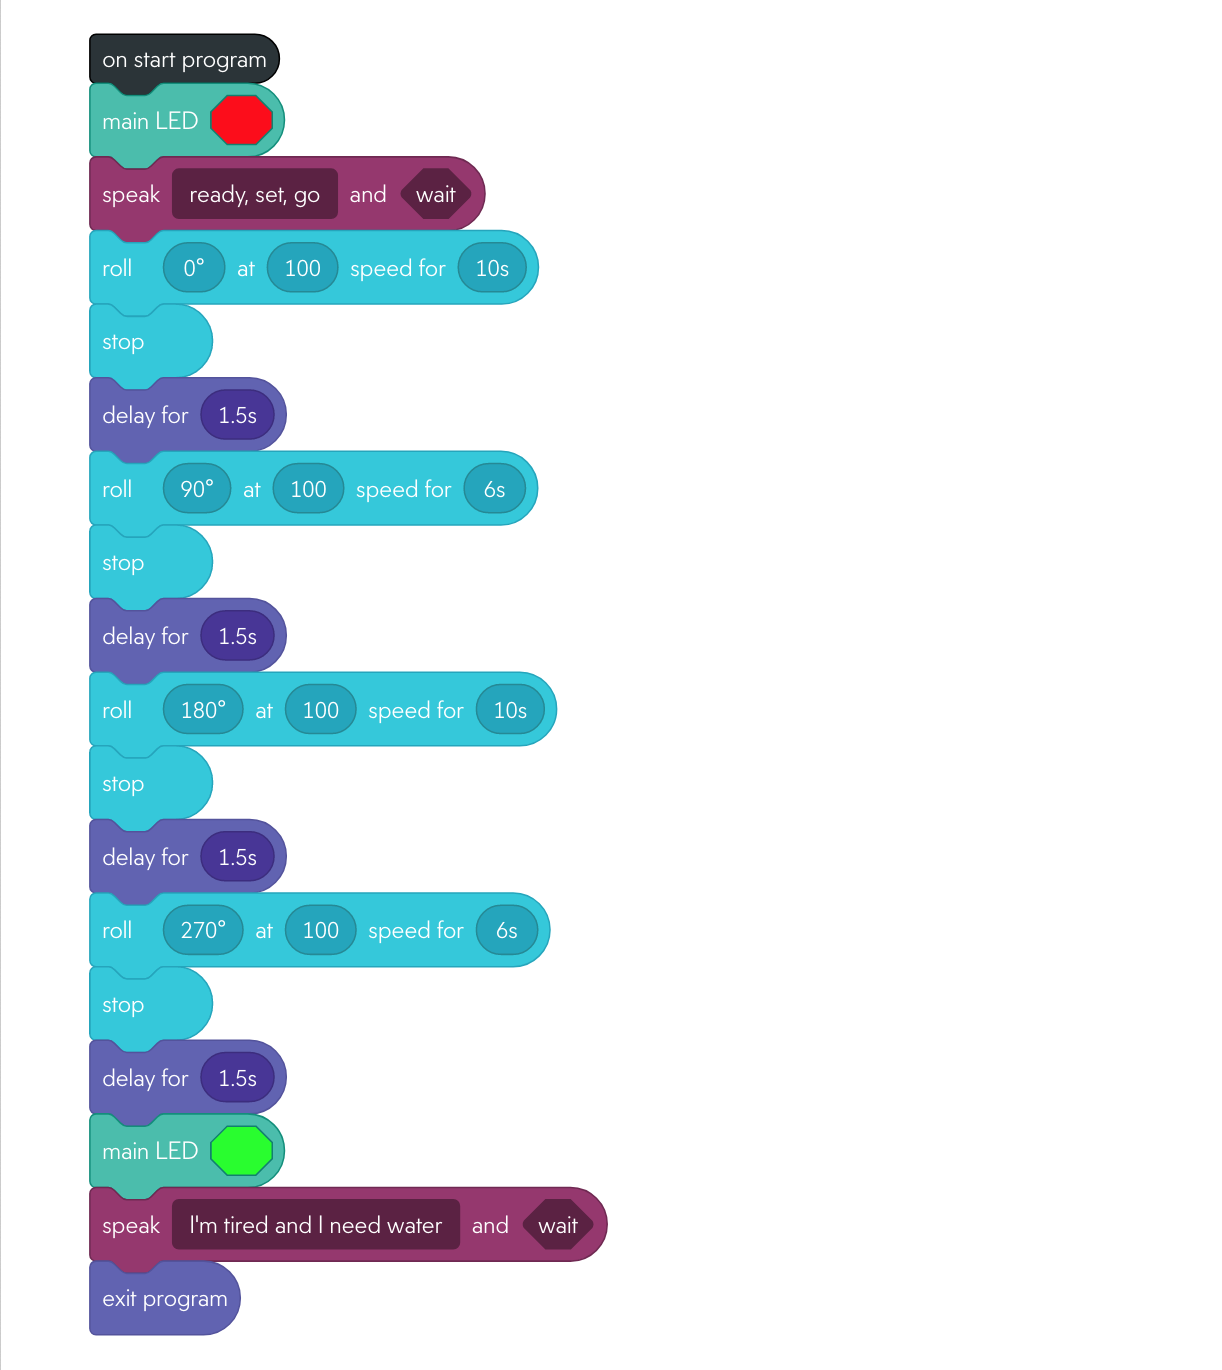 on start program
main LED
speak ready, set, go and wait
roll 0° at 100 speed for 10s
stop
delay for 1.5s
roll 90° at 100 speed for 6s
stop
delay for 1.5s
roll 180° at 100 speed for 10s
stop
delay for 1.5s
roll 270° at 100 speed for 6s
stop
delay for 1.5s
main LED
speak I'm tired and I need water and wait
exit program